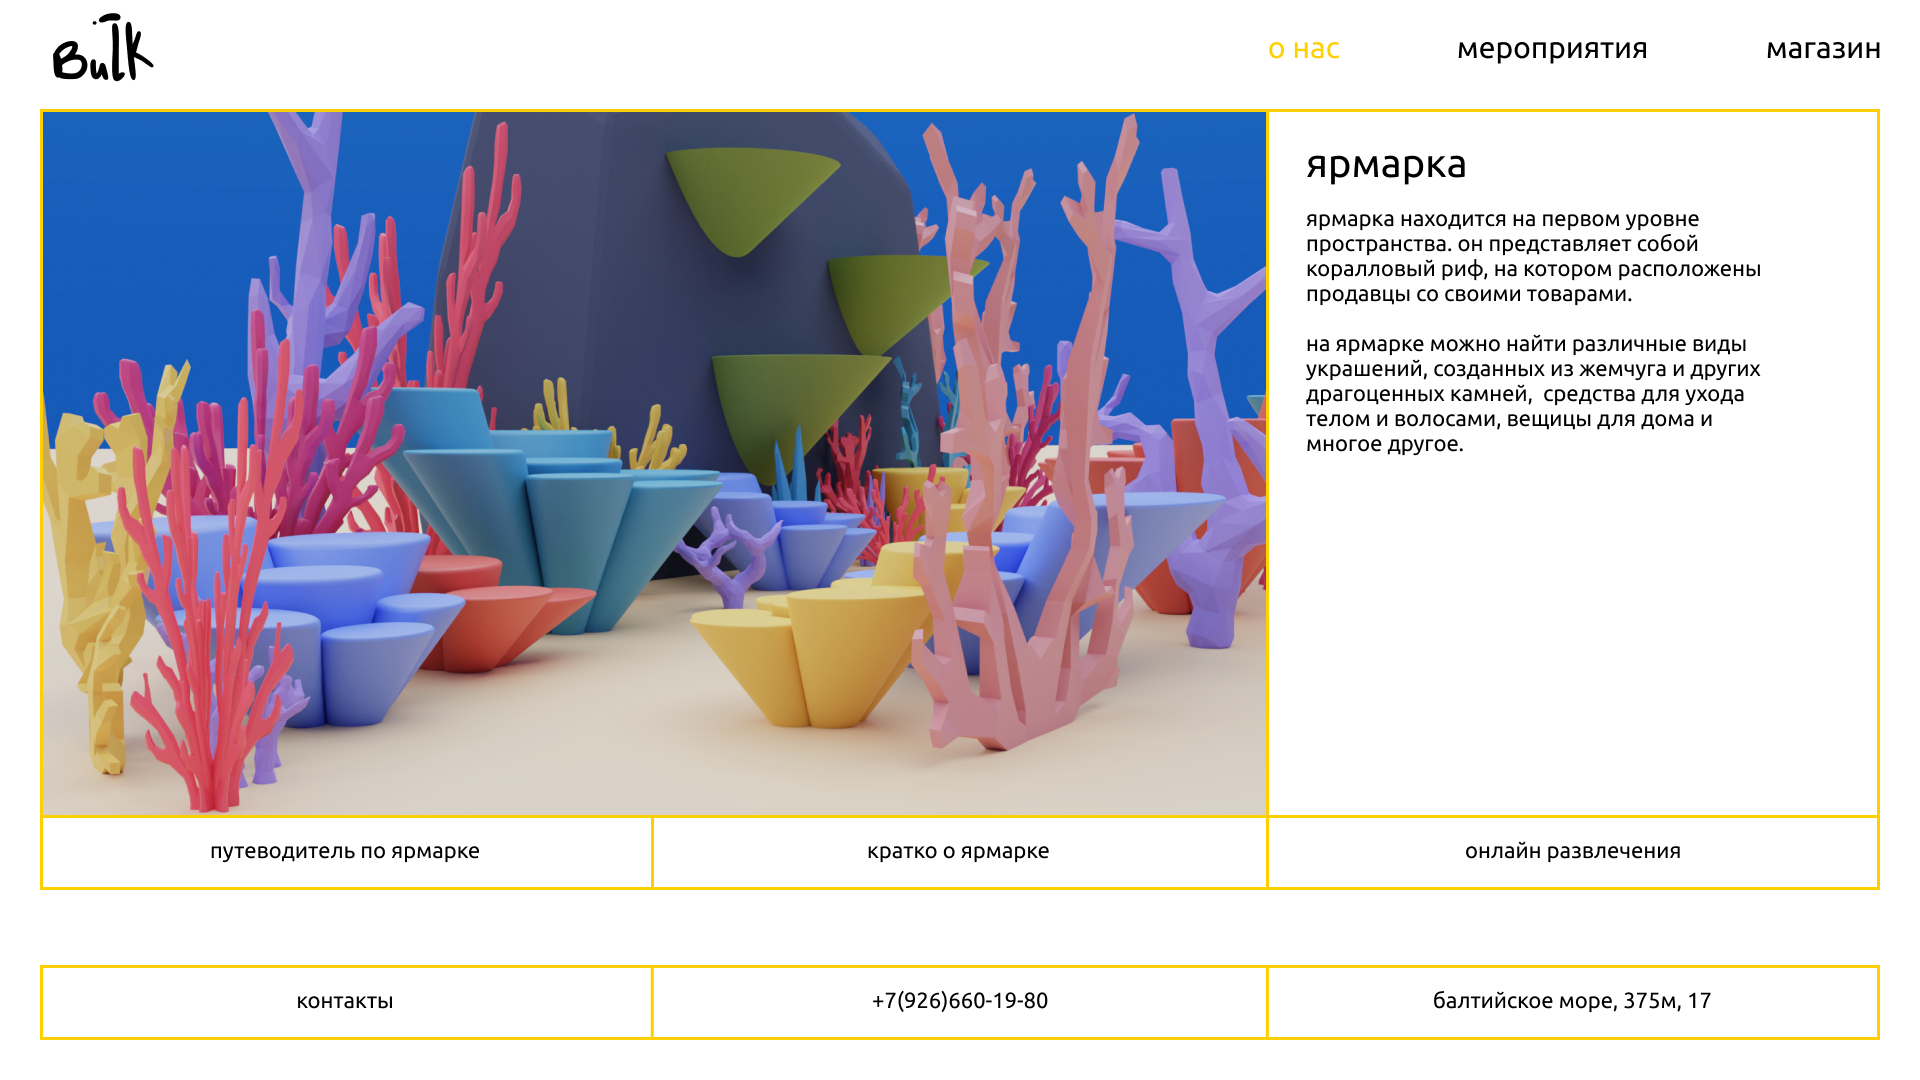 Bulk
о нас
мероприятия
магазин
ярмарка
ярмарка находится на первом уровне
пространства. он представляет собой
коралловый риф, на котором расположены
продавцы со своими товарами.
на ярмарке можно найти различные виды
украшений, созданных из жемчуга и других
драгоценных камней,  средства для ухода
телом и волосами, вещицы для дома и
многое другое.
путеводитель по ярмарке
кратко о ярмарке
онлайн развлечения
контакты
+7(926)660-19-80
балтийское море, 375м, 17